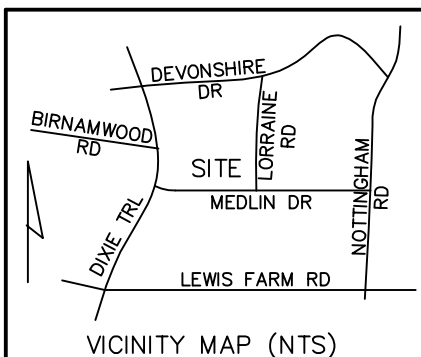 DEVONSHIRE
DR
BIRNAMWOOD
RD
LORRAINE
RD
SITE
NOTTINGHAM
RD
MEDLIN DR
DIXIE TRL
LEWIS FARM RD
VICINITY MAP (NTS)